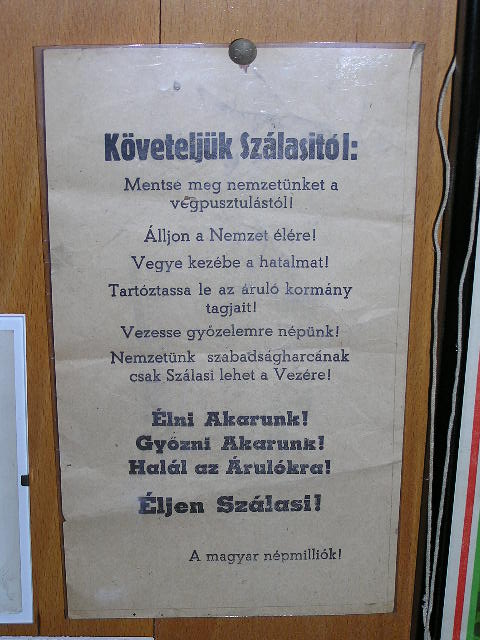 Követeljük Szálasitól:
Mentse meg nemzetünket a
végpusztulástól!
Álljon a Nemzet élére!
Vegye kezébe a hatalmat!
Tartóztassa le az áruló kormány
tagjait!
Vezesse győzelemre népünk!
Nemzetünk szabadságharcának
csak Szálasi lehet a Vezére!
Élni Akarunk!
Győzni Akarunk!
Halál az Árulókra!
Éljen Szálasi!
A magyar népmilliók!